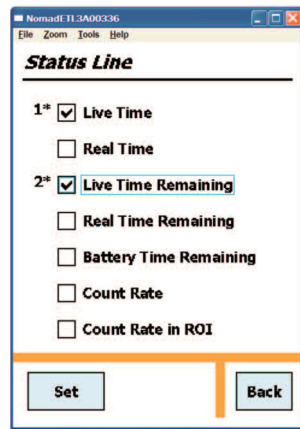 NomadETL3A00336
File Zoom Tools Help
Status Line
1* Live Time
Real Time
2* Live Time Remaining
Real Time Remaining
Battery Time Remaining
Count Rate
Count Rate in ROI
Set Back